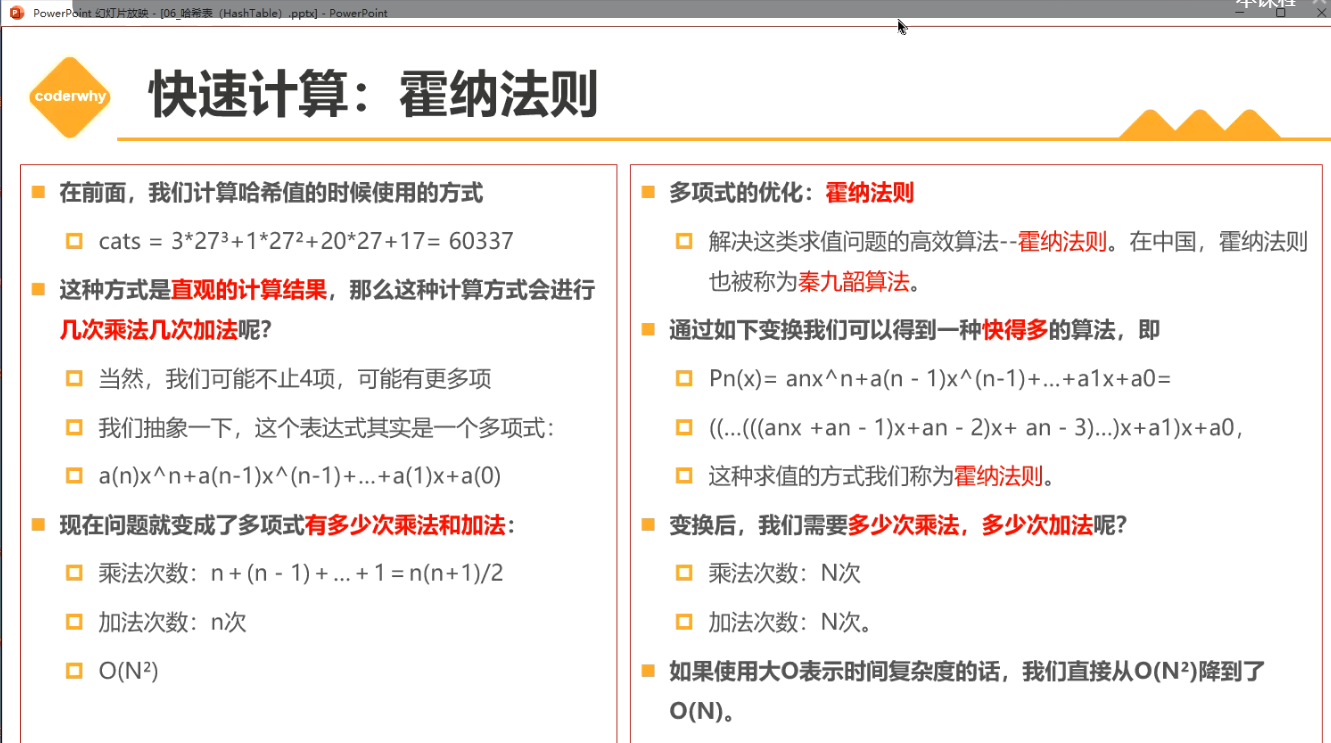 PowerPoint 幻灯片放映 - [06_哈希表（HashTable）.pptx] - PowerPoint
本课程
coderwhy
快速计算：霍纳法则
在前面，我们计算哈希值的时候使用的方式
cats = 3*27³+1*27²+20*27+17= 60337
这种方式是直观的计算结果，那么这种计算方式会进行
几次乘法几次加法呢?
当然，我们可能不止4项，可能有更多项
我们抽象一下，这个表达式其实是一个多项式：
a(n)x^n+a(n-1)x^(n-1)+…+a(1)x+a(0)
现在问题就变成了多项式有多少次乘法和加法：
乘法次数：n＋(n－1)＋…＋1＝n(n+1)/2
加法次数：n次
O(N²)
多项式的优化：霍纳法则
解决这类求值问题的高效算法--霍纳法则。在中国，霍纳法则
也被称为秦九韶算法。
通过如下变换我们可以得到一种快得多的算法，即
Pn(x)= anx^n+a(n－1)x^(n-1)+…+a1x+a0=
((…(((anx +an－1)x+an－2)x+ an－3)…)x+a1)x+a0，
这种求值的方式我们称为霍纳法则。
变换后，我们需要多少次乘法，多少次加法呢?
乘法次数：N次
加法次数：N次。
如果使用大O表示时间复杂度的话，我们直接从O(N²)降到了
O(N)。